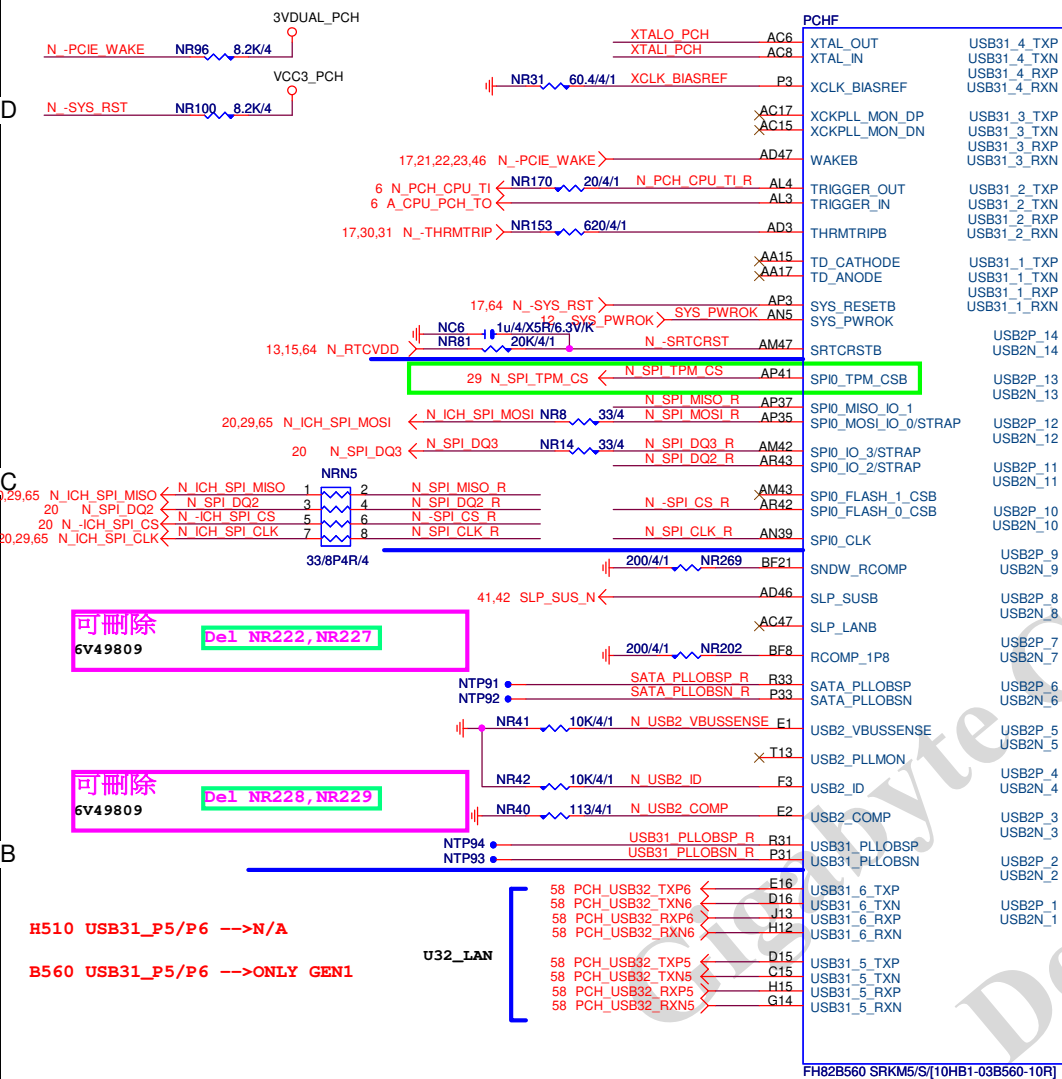 3VDUAL_PCH
N_-PCIE_WAKE NR96 8.2K/4
VCC3_PCH
N_-SYS_RST NR100 8.2K/4
D
PCHF
XTALO_PCH AC6 XTAL_OUT USB31_4_TXP
XTALI_PCH AC8 XTAL_IN USB31_4_TXN
USB31_4_RXP
NR31 60.4/4/1 XCLK_BIASREF P3 XCLK_BIASREF USB31_4_RXN
AC17 XCKPLL_MON_DP USB31_3_TXP
AC15 XCKPLL_MON_DN USB31_3_TXN
USB31_3_RXP
17,21,22,23,46 N_-PCIE_WAKE AD47 WAKEB USB31_3_RXN
6 N_PCH_CPU_TI NR170 20/4/1 N_PCH_CPU_TI_R AL4 TRIGGER_OUT USB31_2_TXP
6 A_CPU_PCH_TO AL3 TRIGGER_IN USB31_2_TXN
USB31_2_RXP
17,30,31 N_-THRMTRIP NR153 620/4/1 AD3 THRMTRIPB USB31_2_RXN
AA15 TD_CATHODE USB31_1_TXP
AA17 TD_ANODE USB31_1_TXN
USB31_1_RXP
17,64 N_-SYS_RST AP3 SYS_RESETB USB31_1_RXN
12 SYS_PWROK SYS_PWROK AN5 SYS_PWROK
NC6 1u/4/X5R/6.3V/K
USB2P_14
13,15,64 N_RTCVDD NR81 20K/4/1 N_-SRTCRST AM47 SRTCRSTB USB2N_14
29 N_SPI_TPM_CS N_SPI_TPM_CS AP41 SPI0_TPM_CSB USB2P_13
USB2N_13
N_SPI_MISO_R AP37 SPI0_MISO_IO_1
20,29,65 N_ICH_SPI_MOSI N_ICH_SPI_MOSI NR8 33/4 N_SPI_MOSI_R AP35 SPI0_MOSI_IO_0/STRAP USB2P_12
USB2N_12
20 N_SPI_DQ3 N_SPI_DQ3 NR14 33/4 N_SPI_DQ3_R AM42 SPI0_IO_3/STRAP
N_SPI_DQ2_R AR43 SPI0_IO_2/STRAP USB2P_11
USB2N_11
C
NRN5
,29,65 N_ICH_SPI_MISO N_ICH_SPI_MISO 1 2 N_SPI_MISO_R AM43 SPI0_FLASH_1_CSB
20 N_SPI_DQ2 N_SPI_DQ2 3 4 N_SPI_DQ2_R N_-SPI_CS_R AR42 SPI0_FLASH_0_CSB USB2P_10
20 N_-ICH_SPI_CS N_-ICH_SPI_CS 5 6 N_-SPI_CS_R USB2N_10
20,29,65 N_ICH_SPI_CLK N_ICH_SPI_CLK 7 8 N_SPI_CLK_R N_SPI_CLK_R AN39 SPI0_CLK
33/8P4R/4
USB2P_9
200/4/1 NR269 BF21 SNDW_RCOMP USB2N_9
41,42 SLP_SUS_N AD46 SLP_SUSB USB2P_8
USB2N_8
可刪除
6V49809
Del NR222,NR227
AC47 SLP_LANB
USB2P_7
200/4/1 NR202 BF8 RCOMP_1P8 USB2N_7
NTP91 SATA_PLLOBSP_R R33 SATA_PLLOBSP USB2P_6
NTP92 SATA_PLLOBSN_R P33 SATA_PLLOBSN USB2N_6
NR41 10K/4/1 N_USB2_VBUSSENSE E1 USB2_VBUSSENSE USB2P_5
USB2N_5
T13 USB2_PLLMON
可刪除
6V49809
Del NR228,NR229
USB2P_4
NR42 10K/4/1 N_USB2_ID F3 USB2_ID USB2N_4
NR40 113/4/1 N_USB2_COMP E2 USB2_COMP USB2P_3
USB2N_3
NTP94 USB31_PLLOBSP_R R31 USB31_PLLOBSP
NTP93 USB31_PLLOBSN_R P31 USB31_PLLOBSN USB2P_2
USB2N_2
B
58 PCH_USB32_TXP6 E16 USB31_6_TXP
58 PCH_USB32_TXN6 D16 USB31_6_TXN USB2P_1
58 PCH_USB32_RXP6 J13 USB31_6_RXP USB2N_1
58 PCH_USB32_RXN6 H12 USB31_6_RXN
H510 USB31_P5/P6 -->N/A
U32_LAN
B560 USB31_P5/P6 -->ONLY GEN1
58 PCH_USB32_TXP5 D15 USB31_5_TXP
58 PCH_USB32_TXN5 C15 USB31_5_TXN
58 PCH_USB32_RXP5 H15 USB31_5_RXP
58 PCH_USB32_RXN5 G14 USB31_5_RXN
FH82B560 SRKM5/S/[10HB1-03B560-10R]
Gigabyte